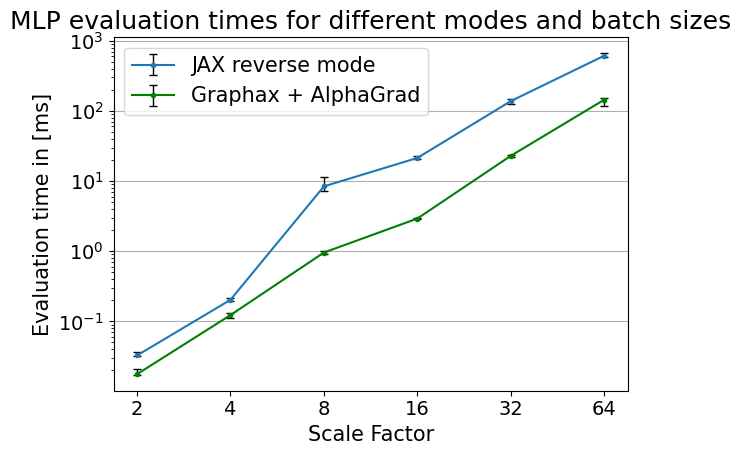 MLP evaluation times for different modes and batch sizes
JAX reverse mode
Graphax + AlphaGrad
Evaluation time in [ms]
10³
10²
10¹
10⁰
10⁻¹
2 4 8 16 32 64
Scale Factor